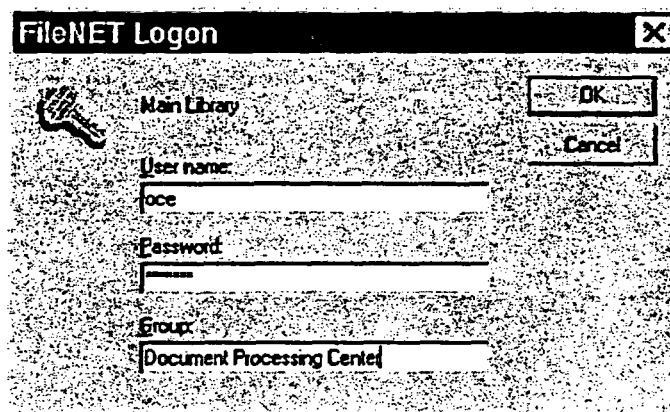 FileNET Logon
Main Library
OK
Cancel
User name:
oce
Password:
Group:
Document Processing Center